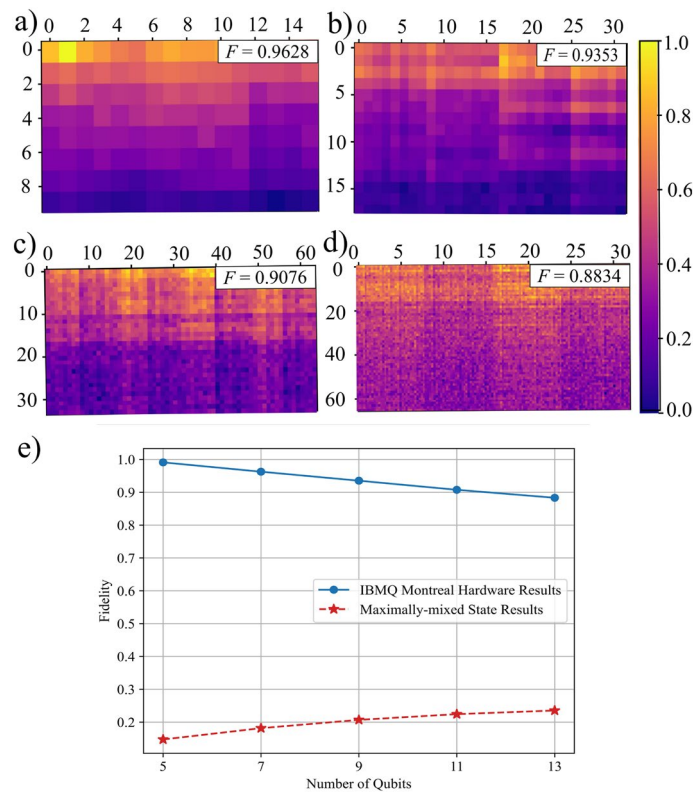 a)
0 2 4 6 8 10 12 14
F = 0.9628
0
2
4
6
8
b)
0 5 10 15 20 25 30
F = 0.9353
0
5
10
15
1.0
0.8
0.6
0.4
0.2
0.0
c)
0 10 20 30 40 50 60
F = 0.9076
0
10
20
30
d)
0 5 10 15 21 25 30
F = 0.8834
0
20
40
60
e)
1.0
0.9
0.8
0.7
0.6
0.5
0.4
0.3
0.2
Fidelity
IBMQ Montreal Hardware Results
Maximally-mixed State Results
5 7 9 11 13
Number of Qubits